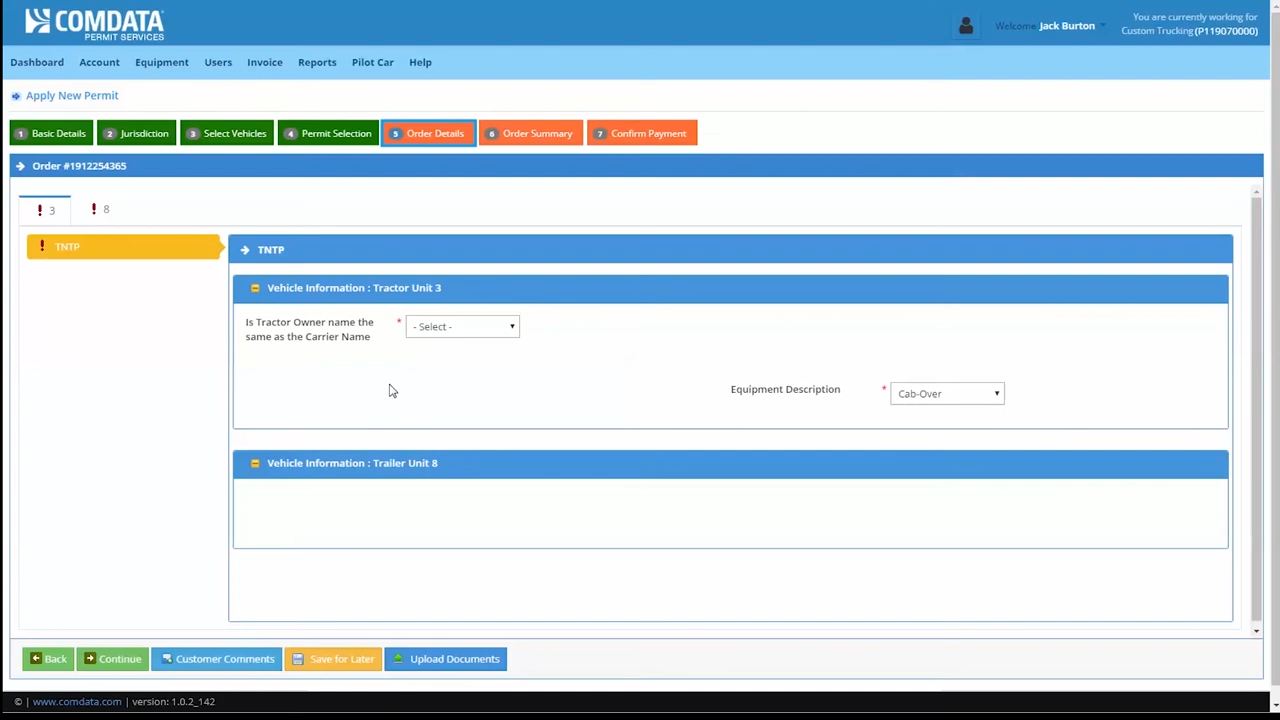 COMDATA
PERMIT SERVICES
Welcome Jack Burton
You are currently working for
Custom Trucking (P119070000)
Dashboard Account Equipment Users Invoice Reports Pilot Car Help
Apply New Permit
1 Basic Details 2 Jurisdiction 3 Select Vehicles 4 Permit Selection 5 Order Details 6 Order Summary 7 Confirm Payment
Order #1912254365
! 3 ! 8
! TNTP
TNTP
Vehicle Information : Tractor Unit 3
Is Tractor Owner name the
same as the Carrier Name
* - Select -
Equipment Description * Cab-Over
Vehicle Information : Trailer Unit 8
Back Continue Customer Comments Save for Later Upload Documents
© | www.comdata.com | version: 1.0.2_142